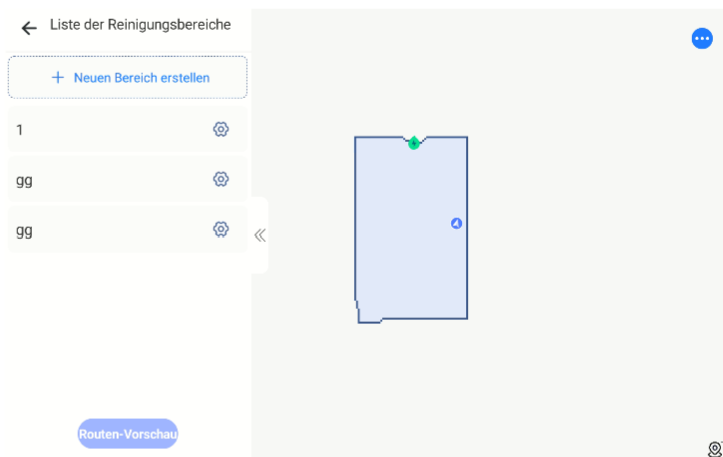 Liste der Reinigungsbereiche
+ Neuen Bereich erstellen
1
gg
gg
Routen-Vorschau